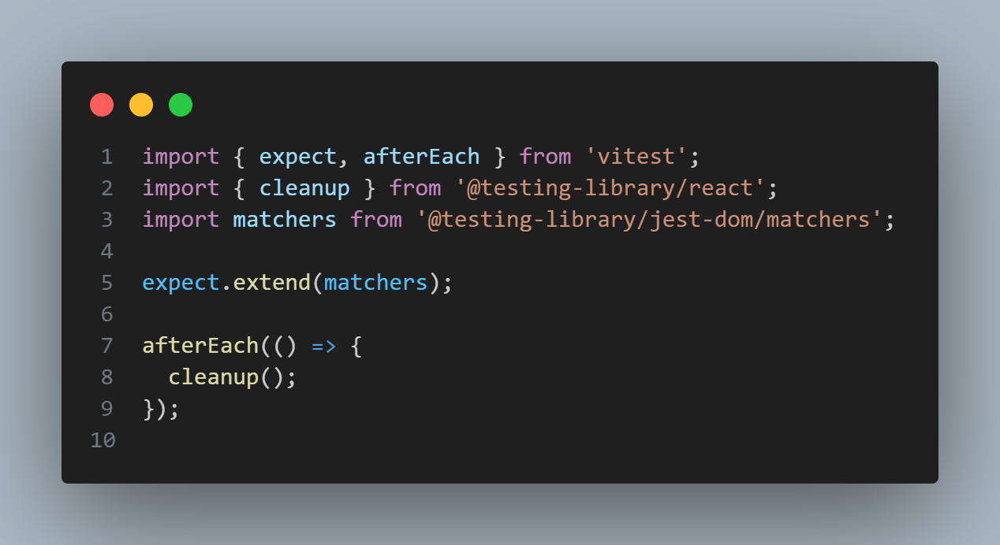 1 import { expect, afterEach } from 'vitest';
2 import { cleanup } from '@testing-library/react';
3 import matchers from '@testing-library/jest-dom/matchers';
4
5 expect.extend(matchers);
6
7 afterEach(() => {
8   cleanup();
9 });
10